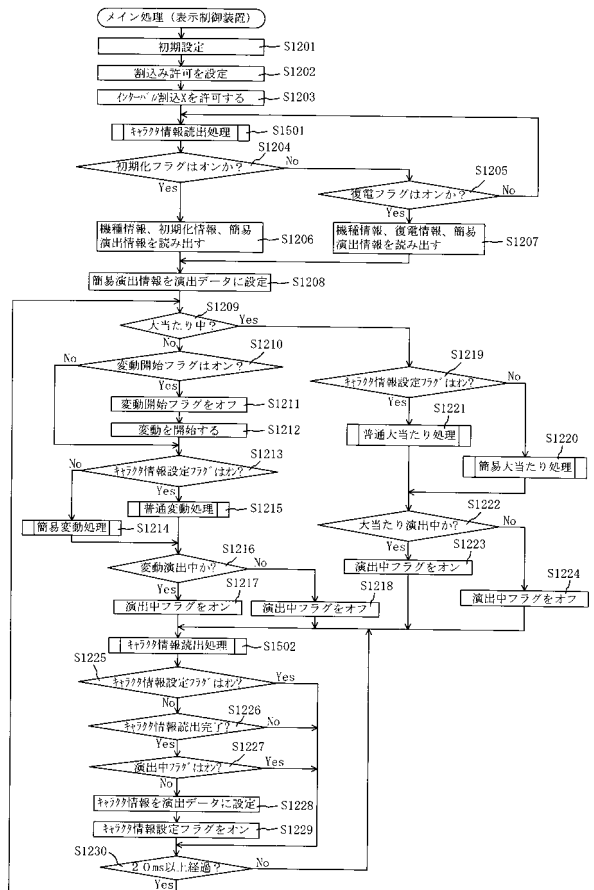 メイン処理（表示制御装置）
初期設定
S1201
割込み許可を設定
S1202
インターバル割込Xを許可する
S1203
キャラクタ情報読出処理
S1501
初期化フラグはオンか？
S1204
No
Yes
復電フラグはオンか？
S1205
No
Yes
機種情報、初期化情報、簡易
演出情報を読み出す
S1206
機種情報、復電情報、簡易
演出情報を読み出す
S1207
簡易演出情報を演出データに設定
S1208
大当たり中？
S1209
Yes
No
変動開始フラグはオン？
S1210
No
Yes
変動開始フラグをオフ
S1211
変動を開始する
S1212
キャラクタ情報設定フラグはオン？
S1213
No
Yes
普通変動処理
S1215
簡易変動処理
S1214
変動演出中か？
S1216
No
Yes
演出中フラグをオン
S1217
演出中フラグをオフ
S1218
キャラクタ情報設定フラグはオン？
S1219
No
Yes
普通大当たり処理
S1221
簡易大当たり処理
S1220
大当たり演出中か？
S1222
No
Yes
演出中フラグをオン
S1223
演出中フラグをオフ
S1224
キャラクタ情報読出処理
S1502
キャラクタ情報設定フラグはオン？
S1225
Yes
No
キャラクタ情報読出完了？
S1226
No
Yes
演出中フラグはオン？
S1227
Yes
No
キャラクタ情報を演出データに設定
S1228
キャラクタ情報設定フラグをオン
S1229
20ms以上経過？
S1230
No
Yes